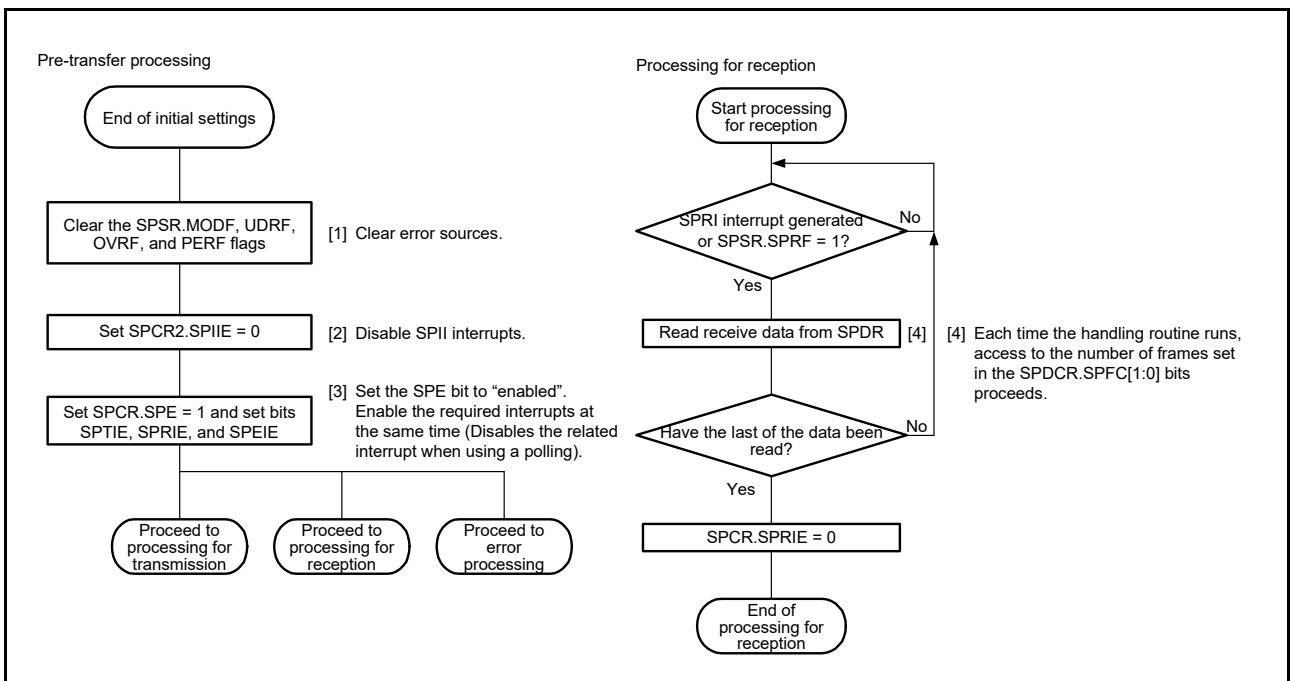 Pre-transfer processing
End of initial settings
Clear the SPSR.MODF, UDRF,
OVRF, and PERF flags
[1] Clear error sources.
Set SPCR2.SPIIE = 0
[2] Disable SPII interrupts.
Set SPCR.SPE = 1 and set bits
SPTIE, SPRIE, and SPEIE
[3] Set the SPE bit to “enabled”.
Enable the required interrupts at
the same time (Disables the related
interrupt when using a polling).
Proceed to
processing for
transmission
Proceed to
processing for
reception
Proceed to
error
processing
Processing for reception
Start processing
for reception
SPRI interrupt generated
or SPSR.SPRF = 1?
No
Yes
Read receive data from SPDR
[4]
[4] Each time the handling routine runs,
access to the number of frames set
in the SPDCR.SPFC[1:0] bits
proceeds.
Have the last of the data been
read?
No
Yes
SPCR.SPRIE = 0
End of
processing for
reception